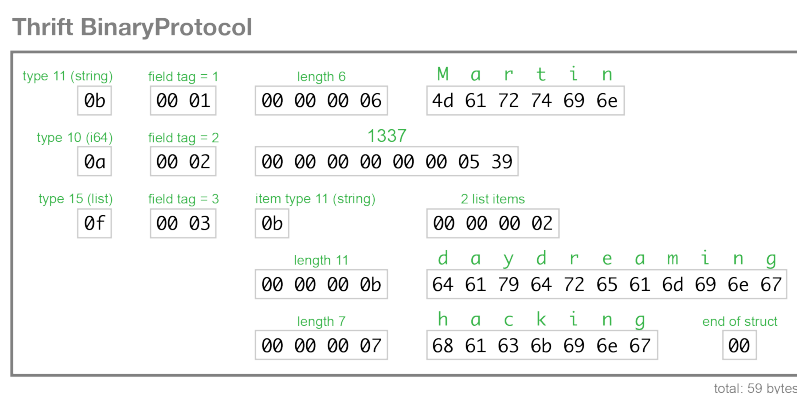 Thrift BinaryProtocol
type 11 (string) field tag = 1 length 6 M a r t i n
0b 00 01 00 00 00 06 4d 61 72 74 69 6e
type 10 (i64) field tag = 2 1337
0a 00 02 00 00 00 00 00 00 05 39
type 15 (list) field tag = 3 item type 11 (string) 2 list items
0f 00 03 0b 00 00 00 02
length 11 d a y d r e a m i n g
00 00 00 0b 64 61 79 64 72 65 61 6d 69 6e 67
length 7 h a c k i n g end of struct
00 00 00 07 68 61 63 6b 69 6e 67 00
total: 59 bytes